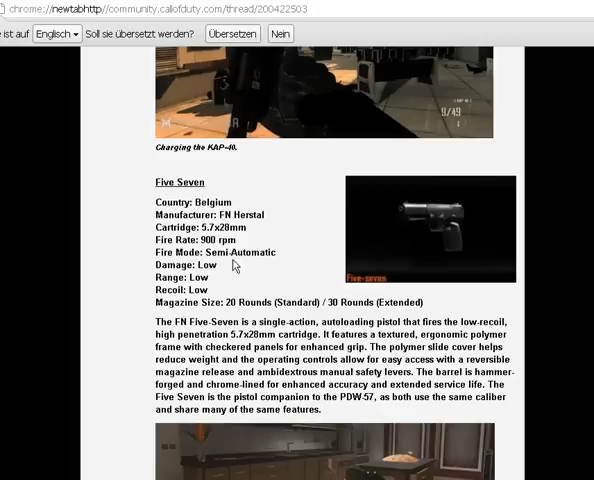 chrome://newtabhttp//community.callofduty.com/thread/200422503
e ist auf Englisch Soll sie übersetzt werden? Übersetzen Nein
9/49
Charging the KAP-40.
Five Seven
Country: Belgium
Manufacturer: FN Herstal
Cartridge: 5.7x28mm
Fire Rate: 900 rpm
Fire Mode: Semi-Automatic
Damage: Low
Range: Low
Recoil: Low
Five-seven
Magazine Size: 20 Rounds (Standard) / 30 Rounds (Extended)
The FN Five-Seven is a single-action, autoloading pistol that fires the low-recoil,
high penetration 5.7x28mm cartridge. It features a textured, ergonomic polymer
frame with checkered panels for enhanced grip. The polymer slide cover helps
reduce weight and the operating controls allow for easy access with a reversible
magazine release and ambidextrous manual safety levers. The barrel is hammer-
forged and chrome-lined for enhanced accuracy and extended service life. The
Five Seven is the pistol companion to the PDW-57, as both use the same caliber
and share many of the same features.